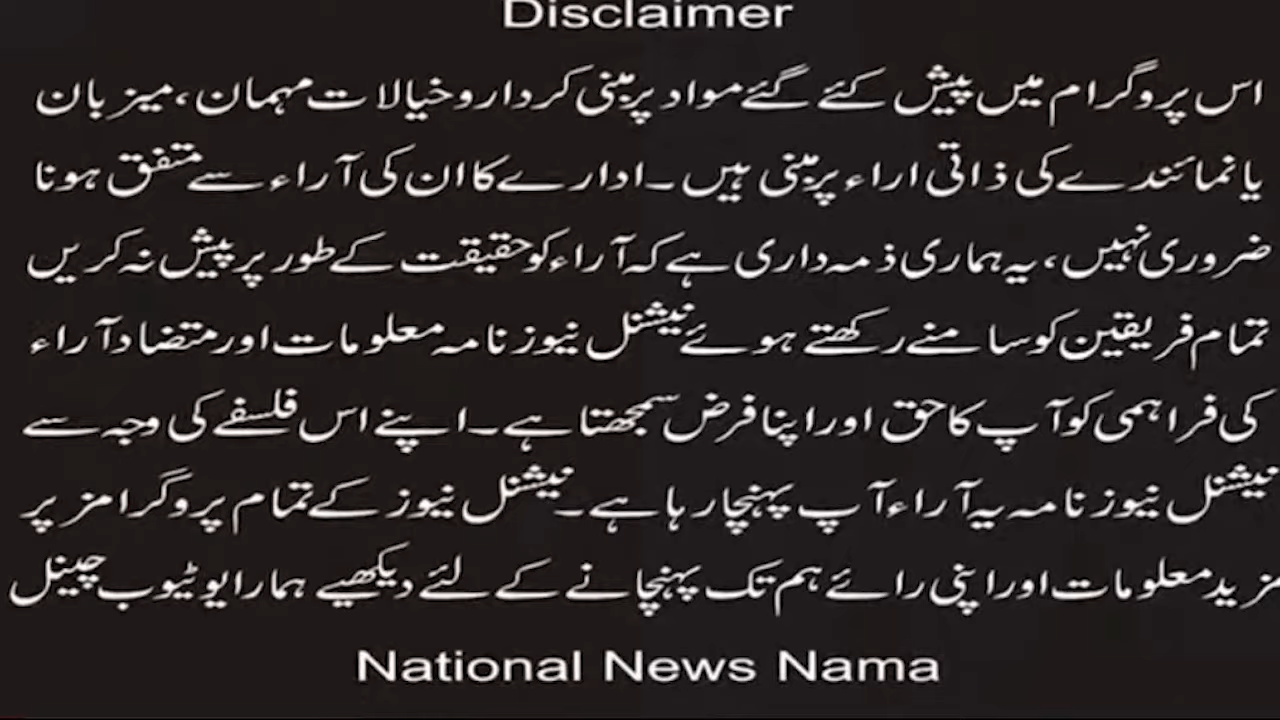 Disclaimer
اس پروگرام میں پیش کئے گئے مواد پر مبنی کردار و خیالات مہمان، میزبان
یا نمائندے کی ذاتی اراء پر مبنی ہیں۔ ادارے کا ان کی آراء سے متفق ہونا
ضروری نہیں، یہ ہماری ذمہ داری ہے کہ آراء کو حقیقت کے طور پر پیش نہ کریں
تمام فریقین کو سامنے رکھتے ہوئے نیشنل نیوز نامہ معلومات اور متضاد آراء
کی فراہمی کو آپ کا حق اور اپنا فرض سمجھتا ہے۔ اپنے اس فلسفے کی وجہ سے
نیشنل نیوز نامہ یہ آراء آپ پہنچا رہا ہے۔ نیشنل نیوز کے تمام پروگرامز پر
مزید معلومات اور اپنی رائے ہم تک پہنچانے کے لئے دیکھیے ہمارا یوٹیوب چینل
National News Nama